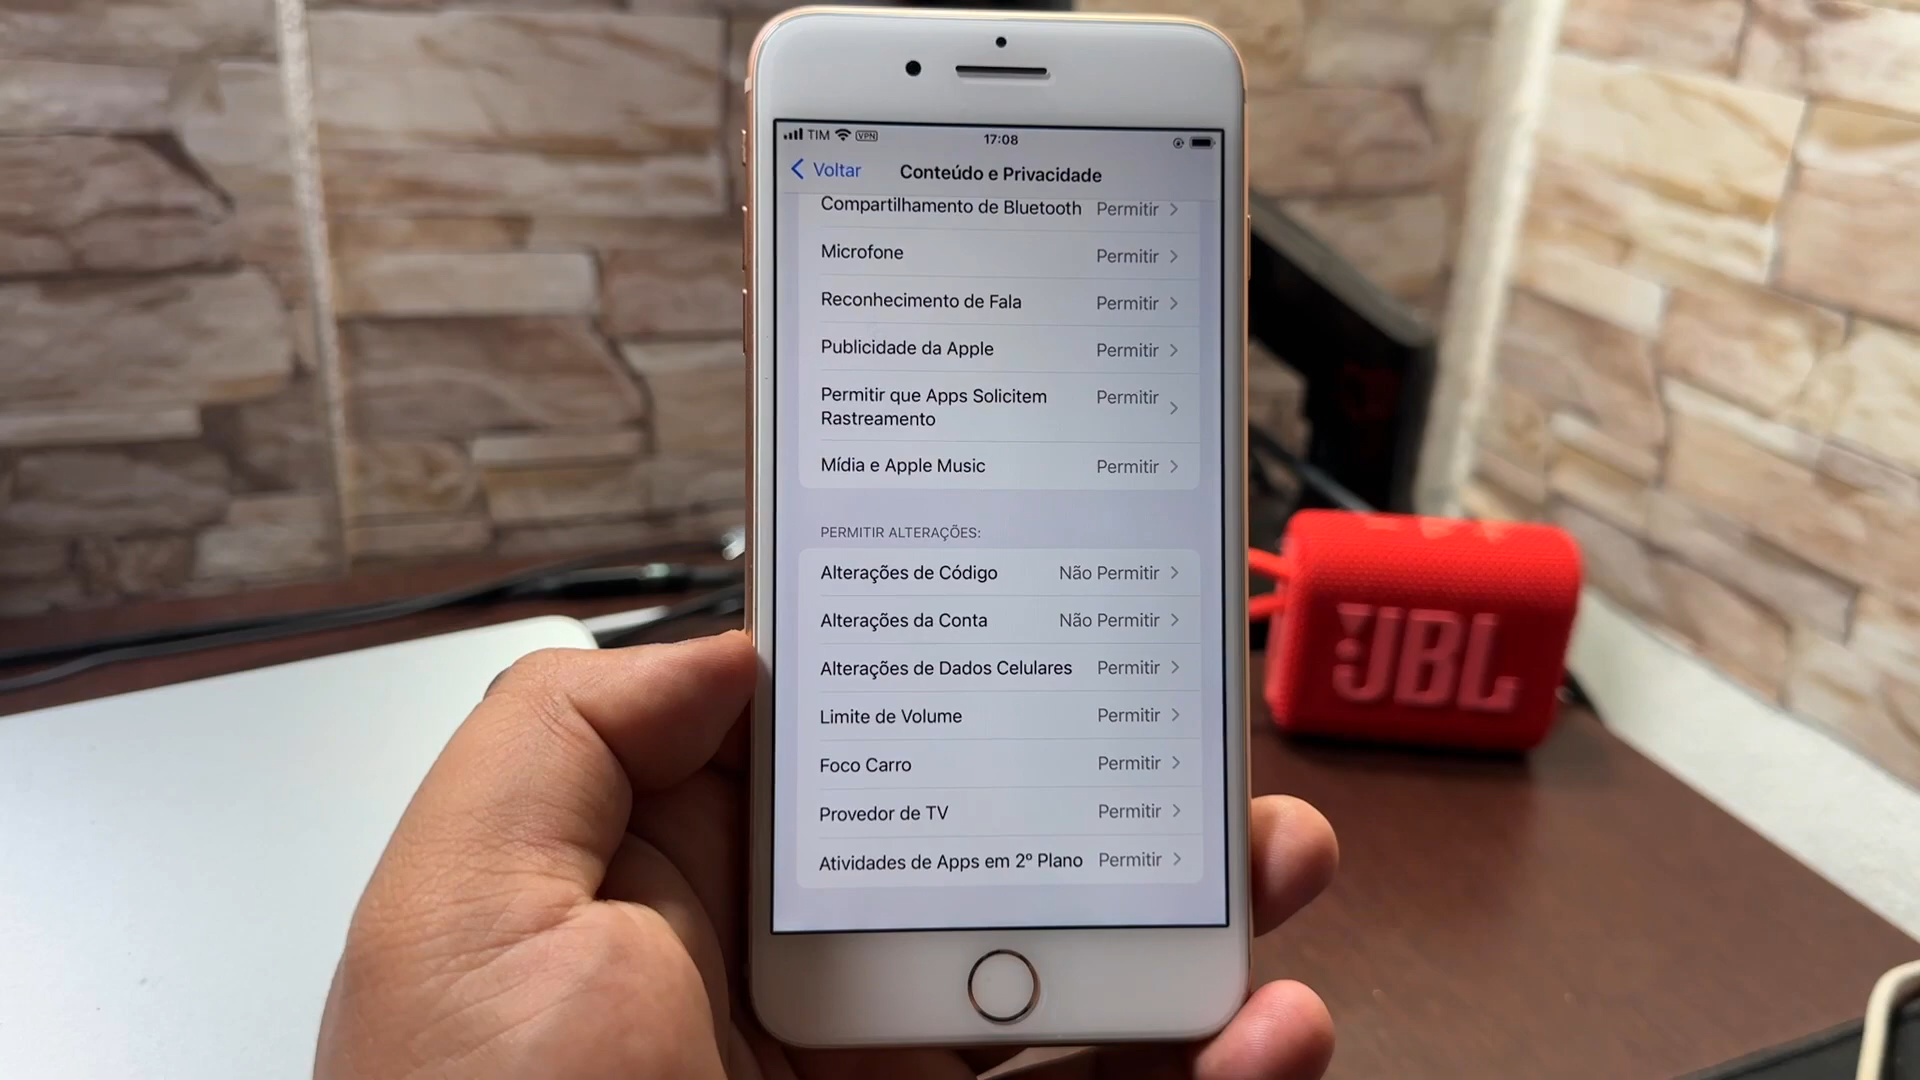 TIM VPN 17:08
Voltar Conteúdo e Privacidade
Compartilhamento de Bluetooth Permitir
Microfone Permitir
Reconhecimento de Fala Permitir
Publicidade da Apple Permitir
Permitir que Apps Solicitem Permitir
Rastreamento
Mídia e Apple Music Permitir
PERMITIR ALTERAÇÕES:
Alterações de Código Não Permitir
Alterações da Conta Não Permitir
Alterações de Dados Celulares Permitir
Limite de Volume Permitir
Foco Carro Permitir
Provedor de TV Permitir
Atividades de Apps em 2º Plano Permitir
JBL